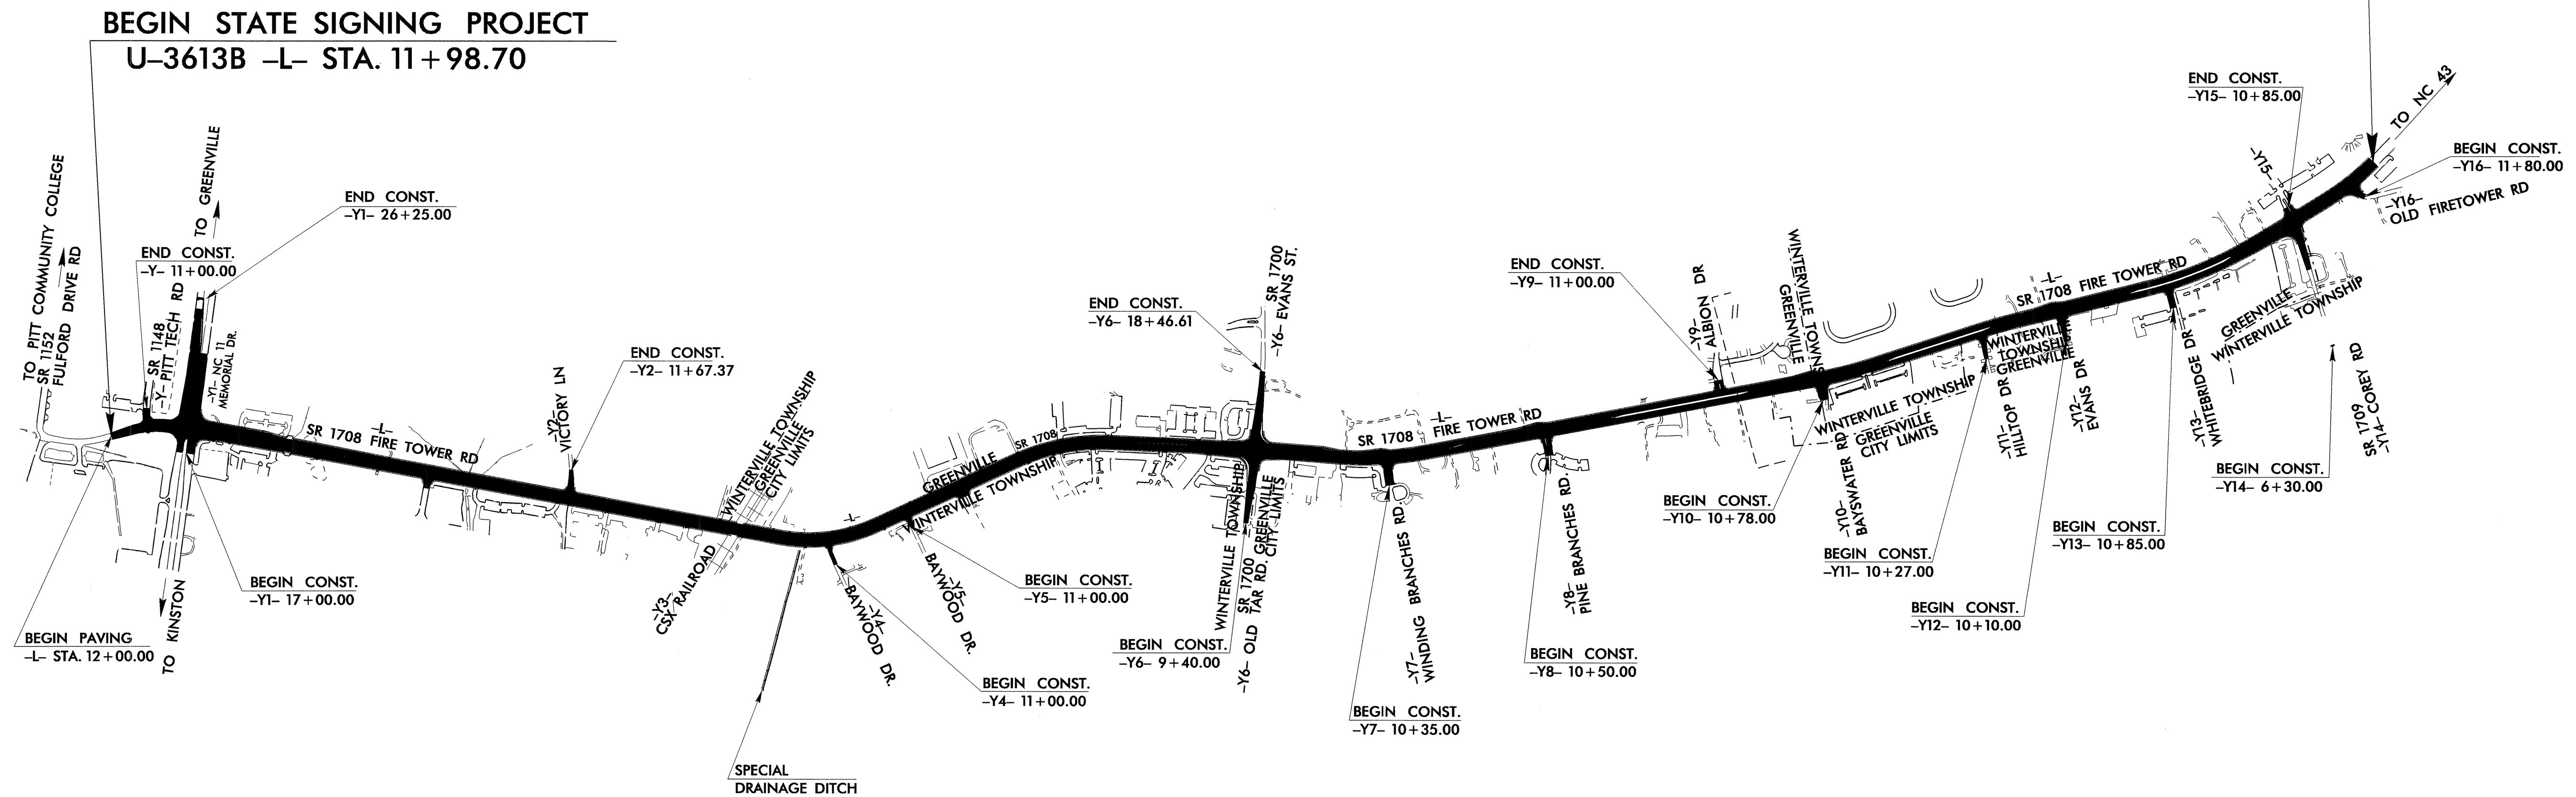 BEGIN STATE SIGNING PROJECT
U–3613B –L– STA. 11+98.70
TO PITT COMMUNITY COLLEGE
SR 1152
FULFORD DRIVE RD
END CONST.
–Y– 11+00.00
SR 1148
–Y– PITT TECH RD
TO GREENVILLE
–Y1– NC 11
MEMORIAL DR.
END CONST.
–Y1– 26+25.00
BEGIN PAVING
–L– STA. 12+00.00
TO KINSTON
BEGIN CONST.
–Y1– 17+00.00
–L–
SR 1708 FIRE TOWER RD
–Y2–
VICTORY LN
END CONST.
–Y2– 11+67.37
WINTERVILLE TOWNSHIP
GREENVILLE
CITY LIMITS
–Y3–
CSX RAILROAD
SPECIAL
DRAINAGE DITCH
–L–
–Y4–
BAYWOOD DR.
BEGIN CONST.
–Y4– 11+00.00
–Y5–
BAYWOOD DR.
BEGIN CONST.
–Y5– 11+00.00
GREENVILLE
WINTERVILLE TOWNSHIP
SR 1708
END CONST.
–Y6– 18+46.61
SR 1700
–Y6– EVANS ST.
WINTERVILLE TOWNSHIP
GREENVILLE
CITY LIMITS
SR 1700
–Y6– OLD TAR RD.
BEGIN CONST.
–Y6– 9+40.00
–L–
SR 1708 FIRE TOWER RD
–Y7–
WINDING BRANCHES RD.
BEGIN CONST.
–Y7– 10+35.00
–Y8–
PINE BRANCHES RD.
BEGIN CONST.
–Y8– 10+50.00
END CONST.
–Y9– 11+00.00
–Y9–
ALBION DR
WINTERVILLE TOWNS
GREENVILLE
BEGIN CONST.
–Y10– 10+78.00
–Y10–
BAYSWATER RD
WINTERVILLE TOWNSHIP
GREENVILLE
CITY LIMITS
BEGIN CONST.
–Y11– 10+27.00
–Y11–
HILLTOP DR
WINTERVILLE
TOWNSHIP
GREENVILLE
–L–
SR 1708 FIRE TOWER RD
BEGIN CONST.
–Y12– 10+10.00
–Y12–
EVANS DR
BEGIN CONST.
–Y13– 10+85.00
–Y13–
WHITEBRIDGE DR
GREENVILLE
WINTERVILLE TOWNSHIP
BEGIN CONST.
–Y14– 6+30.00
SR 1709
–Y14– COREY RD
END CONST.
–Y15– 10+85.00
–Y15–
TO NC 43
BEGIN CONST.
–Y16– 11+80.00
–Y16–
OLD FIRETOWER RD